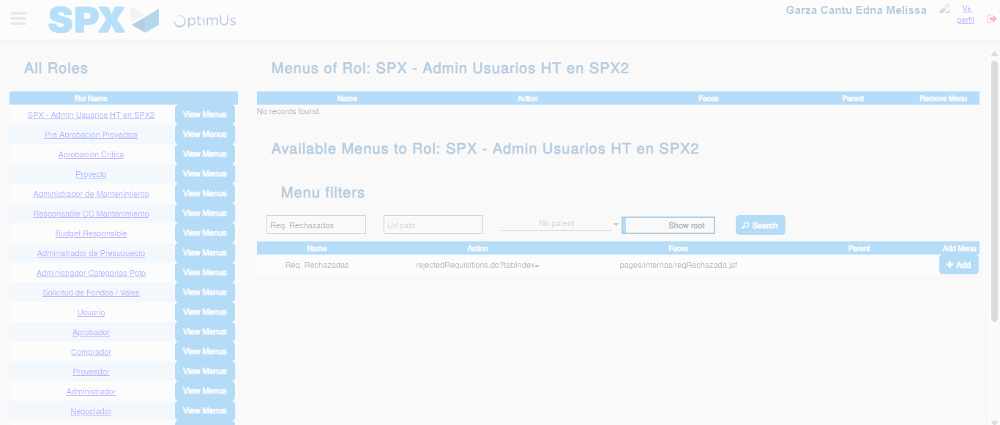 SPX OptimUs
Garza Cantu Edna Melissa
Ve
perfil
All Roles
Rol Name
SPX - Admin Usuarios HT en SPX2 View Menus
Pre Aprobacion Proyectos View Menus
Aprobacion Critica View Menus
Proyecto View Menus
Administrador de Mantenimiento View Menus
Responsable CC Mantenimiento View Menus
Budget Responsible View Menus
Administrador de Presupuesto View Menus
Administrador Categorias Ppto View Menus
Solicitud de Fondos / Vales View Menus
Usuario View Menus
Aprobador View Menus
Comprador View Menus
Proveedor View Menus
Administrador View Menus
Negociador View Menus
Menus of Rol: SPX - Admin Usuarios HT en SPX2
Name Action Faces Parent Remove Menu
No records found.
Available Menus to Rol: SPX - Admin Usuarios HT en SPX2
Menu filters
Req. Rechazadas Url path No parent Show root Search
Name Action Faces Parent Add Menu
Req. Rechazadas rejectedRequisitions.do?tabIndex= pages/internas/reqRechazada.jsf Add